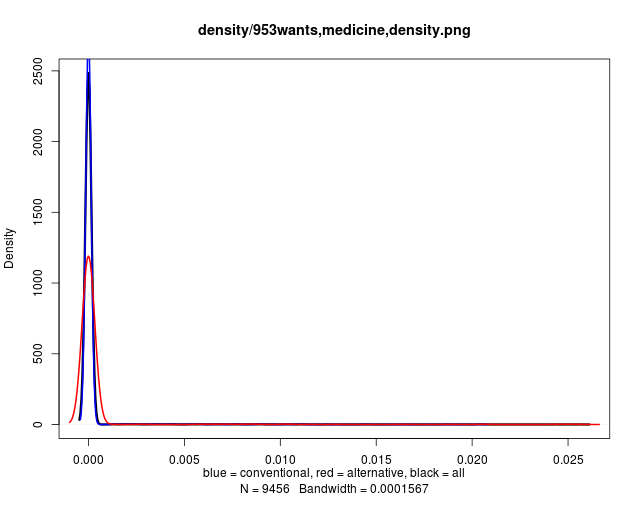 density/953wants,medicine,density.png
Density
2500
2000
1500
1000
500
0
0.000 0.005 0.010 0.015 0.020 0.025
blue = conventional, red = alternative, black = all
N = 9456 Bandwidth = 0.0001567